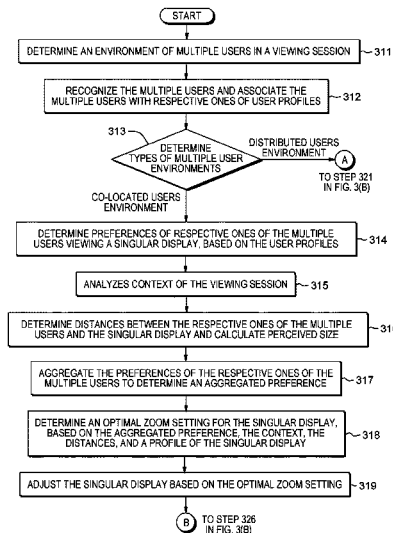 START
DETERMINE AN ENVIRONMENT OF MULTIPLE USERS IN A VIEWING SESSION
311
RECOGNIZE THE MULTIPLE USERS AND ASSOCIATE THE
MULTIPLE USERS WITH RESPECTIVE ONES OF USER PROFILES
312
313
DETERMINE
TYPES OF MULTIPLE USER
ENVIRONMENTS
DISTRIBUTED USERS
ENVIRONMENT
A
TO STEP 321
IN FIG. 3(B)
CO-LOCATED USERS
ENVIRONMENT
DETERMINE PREFERENCES OF RESPECTIVE ONES OF THE MULTIPLE
USERS VIEWING A SINGULAR DISPLAY, BASED ON THE USER PROFILES
314
ANALYZES CONTEXT OF THE VIEWING SESSION
315
DETERMINE DISTANCES BETWEEN THE RESPECTIVE ONES OF THE MULTIPLE
USERS AND THE SINGULAR DISPLAY AND CALCULATE PERCEIVED SIZE
AGGREGATE THE PREFERENCES OF THE RESPECTIVE ONES OF THE
MULTIPLE USERS TO DETERMINE AN AGGREGATED PREFERENCE
317
DETERMINE AN OPTIMAL ZOOM SETTING FOR THE SINGULAR DISPLAY,
BASED ON THE AGGREGATED PREFERENCE, THE CONTEXT, THE
DISTANCES, AND A PROFILE OF THE SINGULAR DISPLAY
318
ADJUST THE SINGULAR DISPLAY BASED ON THE OPTIMAL ZOOM SETTING
319
B
TO STEP 326
IN FIG. 3(B)